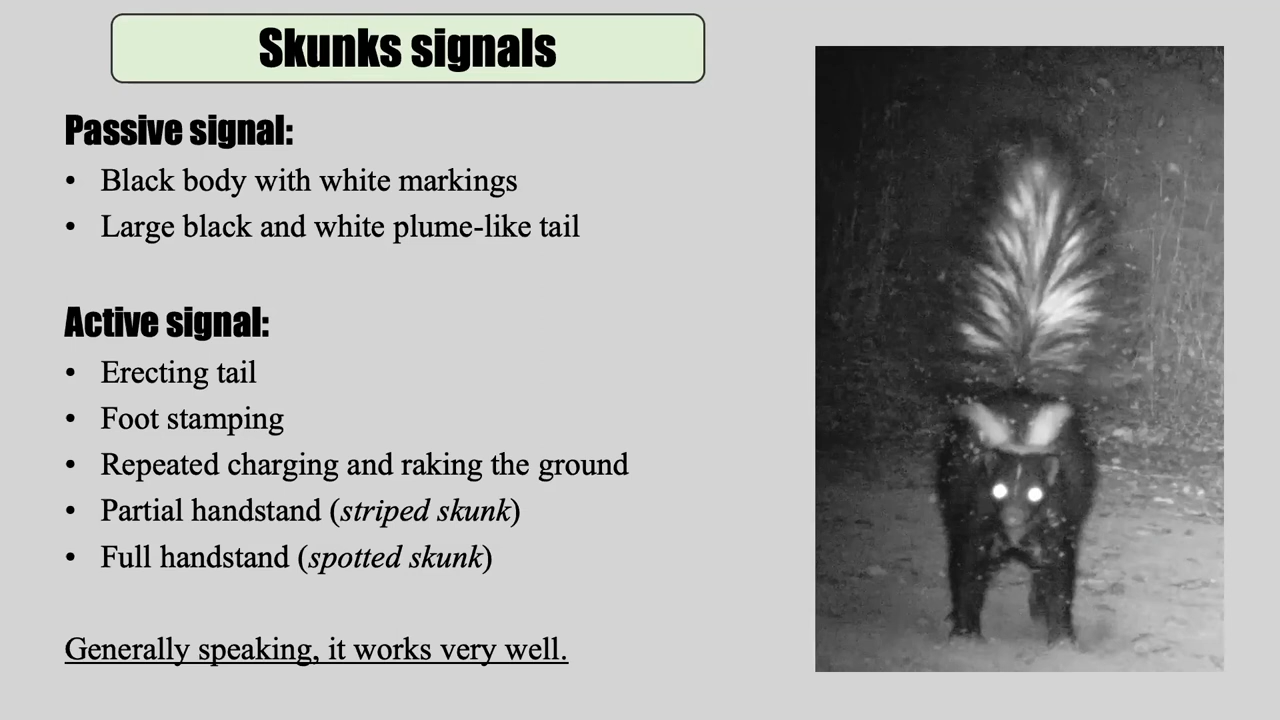 Skunks signals
Passive signal:
• Black body with white markings
• Large black and white plume-like tail
Active signal:
• Erecting tail
• Foot stamping
• Repeated charging and raking the ground
• Partial handstand (striped skunk)
• Full handstand (spotted skunk)
Generally speaking, it works very well.